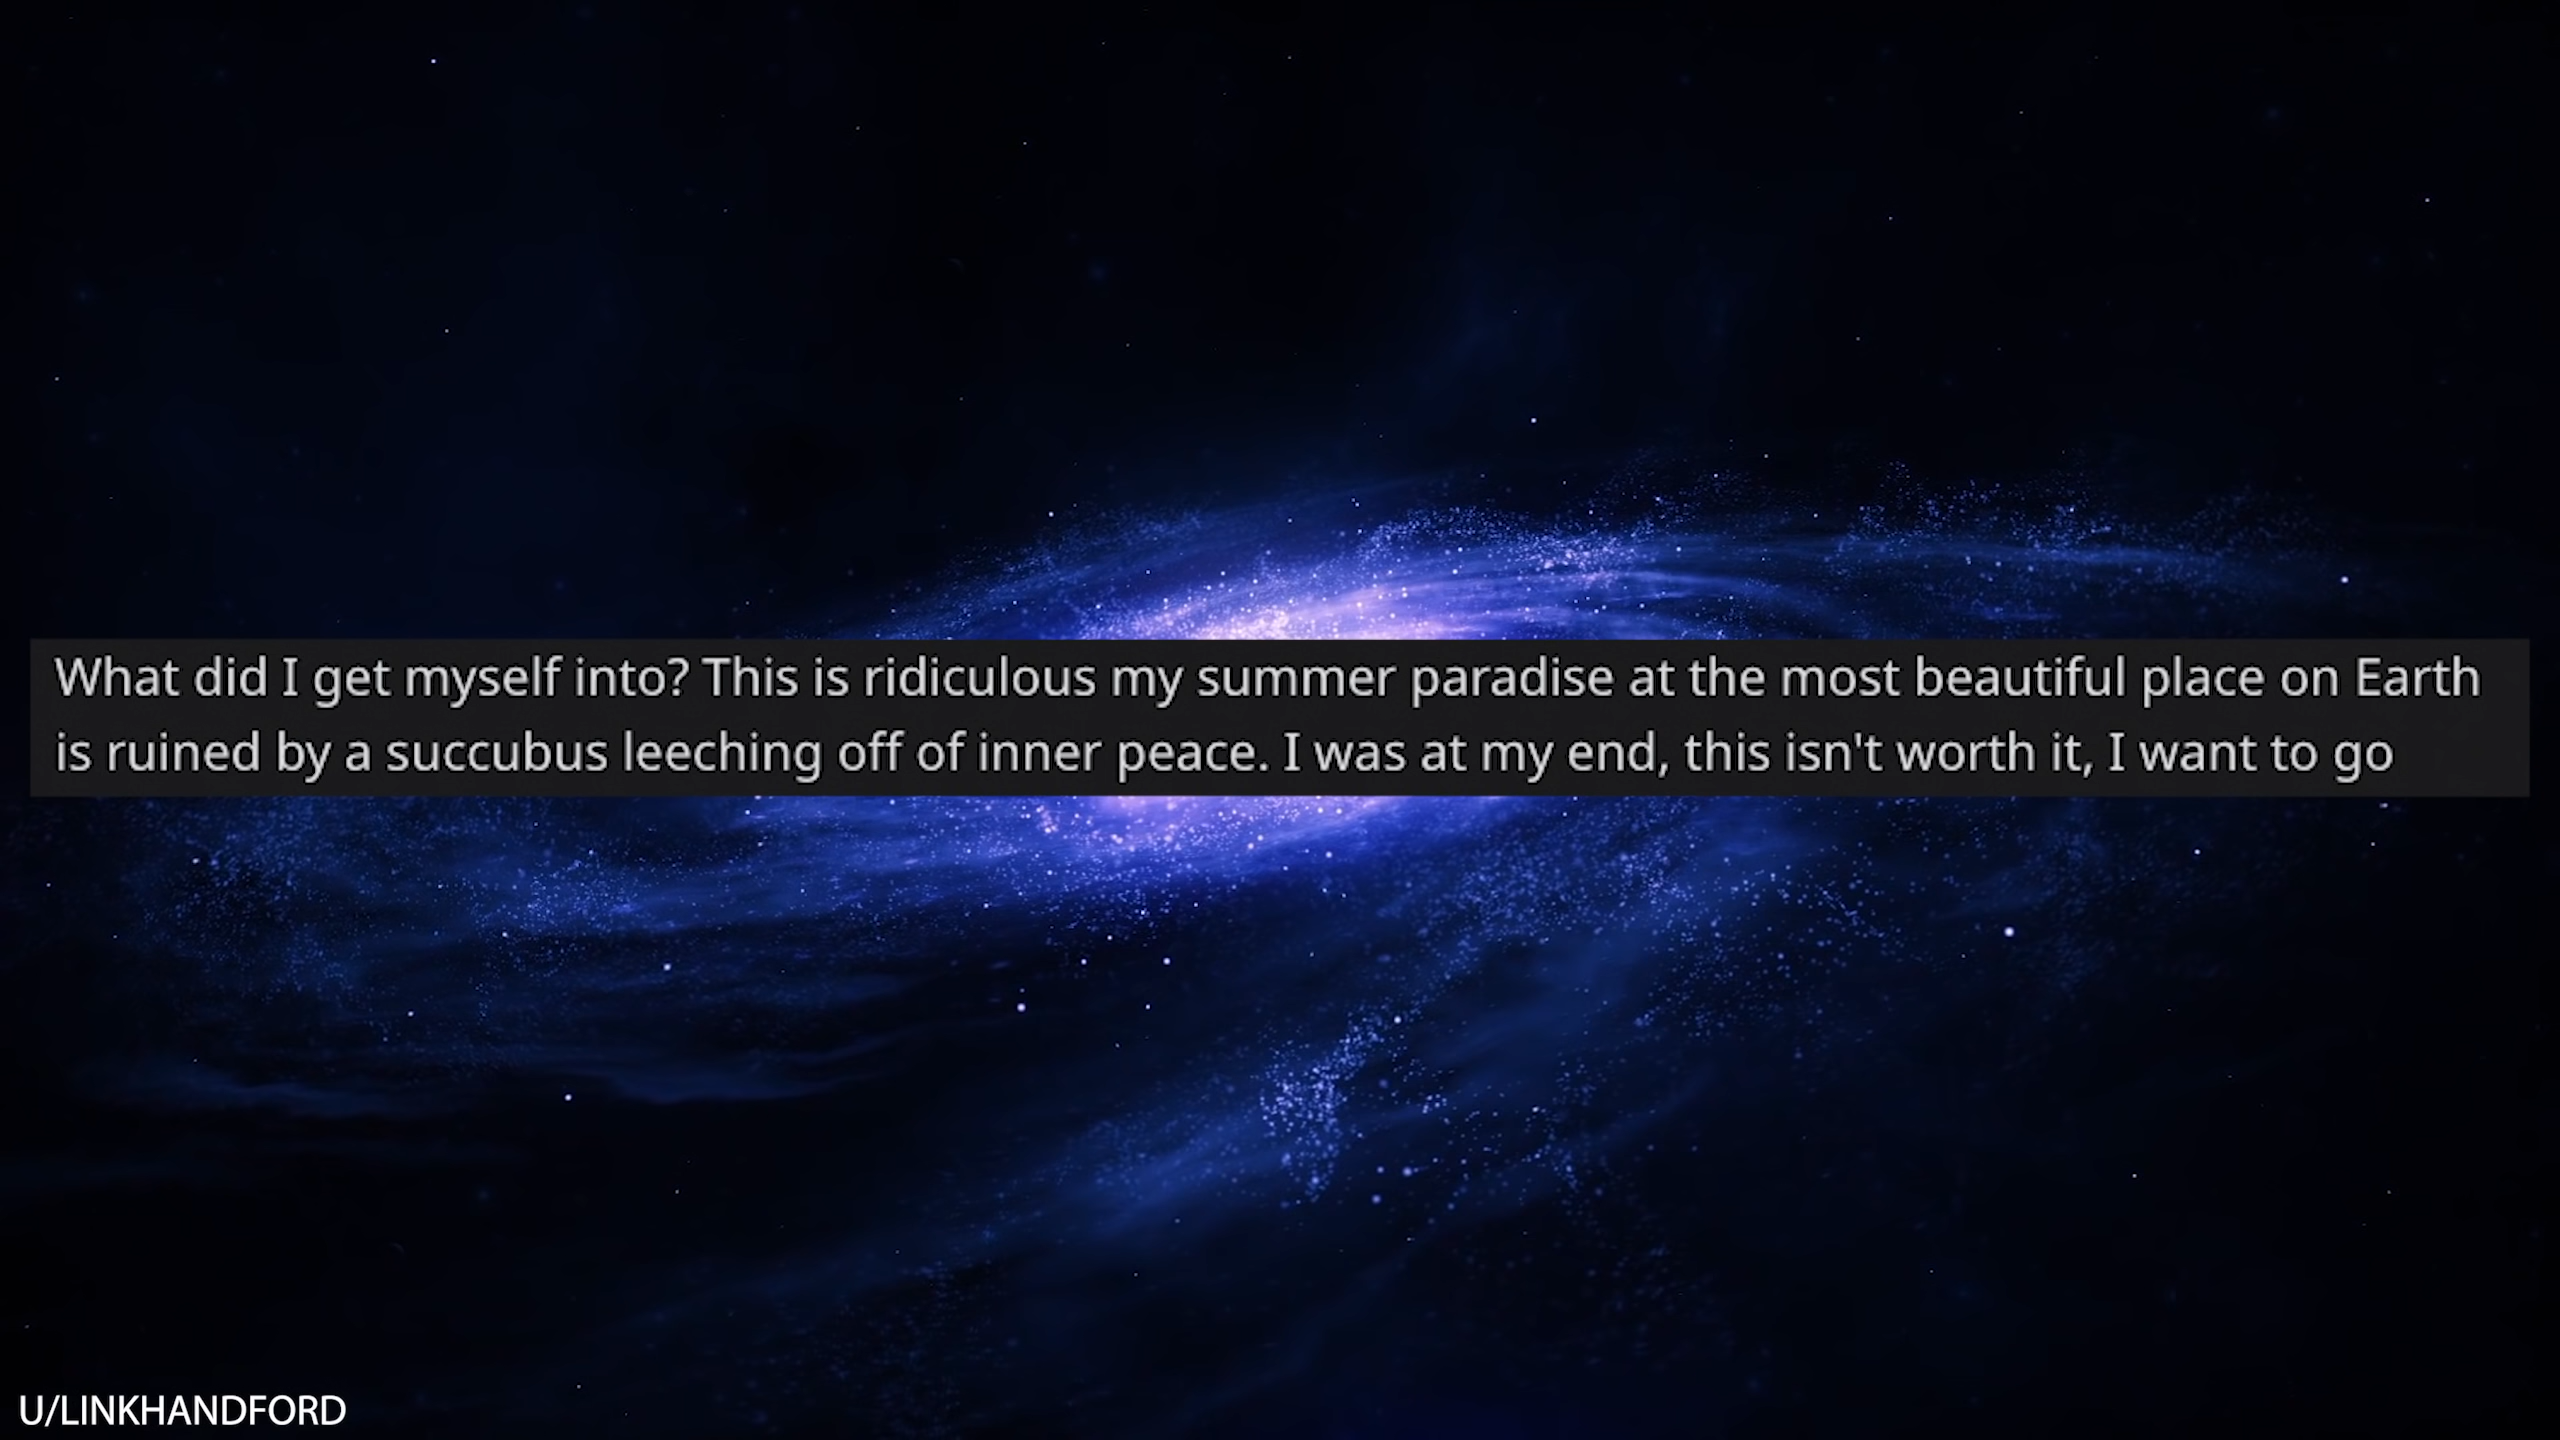 What did I get myself into? This is ridiculous my summer paradise at the most beautiful place on Earth
is ruined by a succubus leeching off of inner peace. I was at my end, this isn't worth it, I want to go
U/LINKHANDFORD